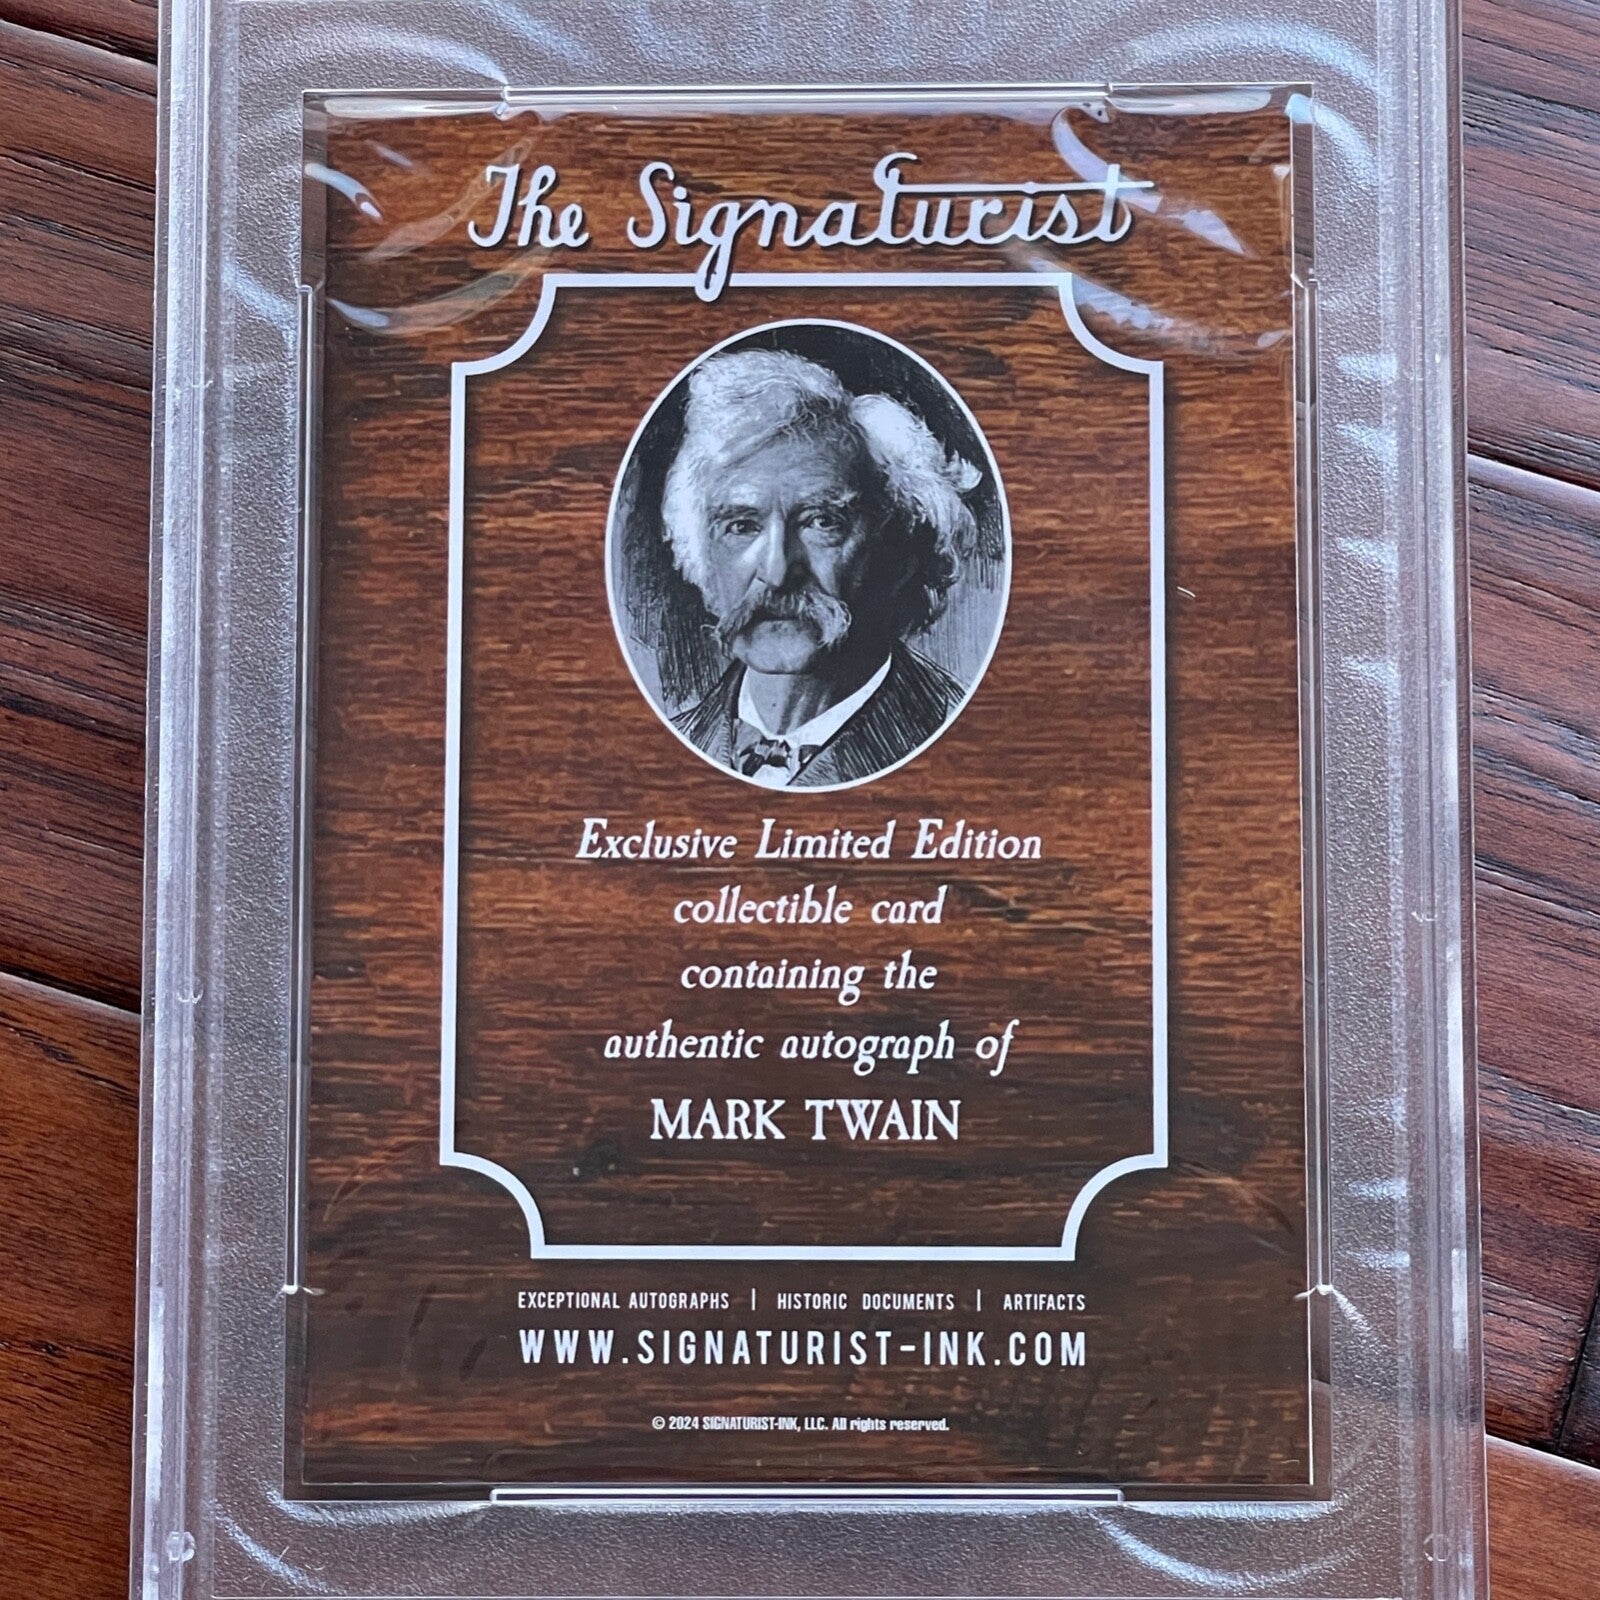 The Signaturist
Exclusive Limited Edition
collectible card
containing the
authentic autograph of
MARK TWAIN
EXCEPTIONAL AUTOGRAPHS | HISTORIC DOCUMENTS | ARTIFACTS
WWW.SIGNATURIST-INK.COM
© 2024 SIGNATURIST-INK, LLC. All rights reserved.